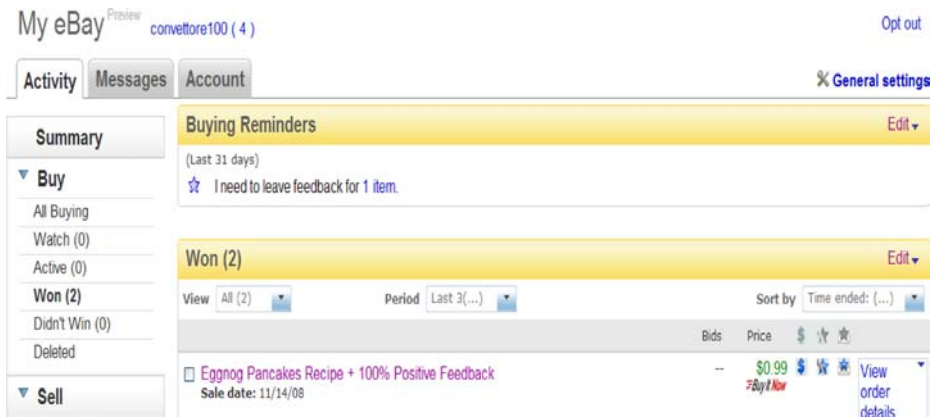 My eBay Preview convettore100 ( 4 ) Opt out
Activity Messages Account General settings
Summary
Buy
All Buying
Watch (0)
Active (0)
Won (2)
Didn't Win (0)
Deleted
Sell
Buying Reminders Edit
(Last 31 days)
I need to leave feedback for 1 item.
Won (2) Edit
View All (2) Period Last 3(...) Sort by Time ended: (...)
Bids Price $
Eggnog Pancakes Recipe + 100% Positive Feedback -- $0.99 $ View order details
Sale date: 11/14/08 Buy It Now